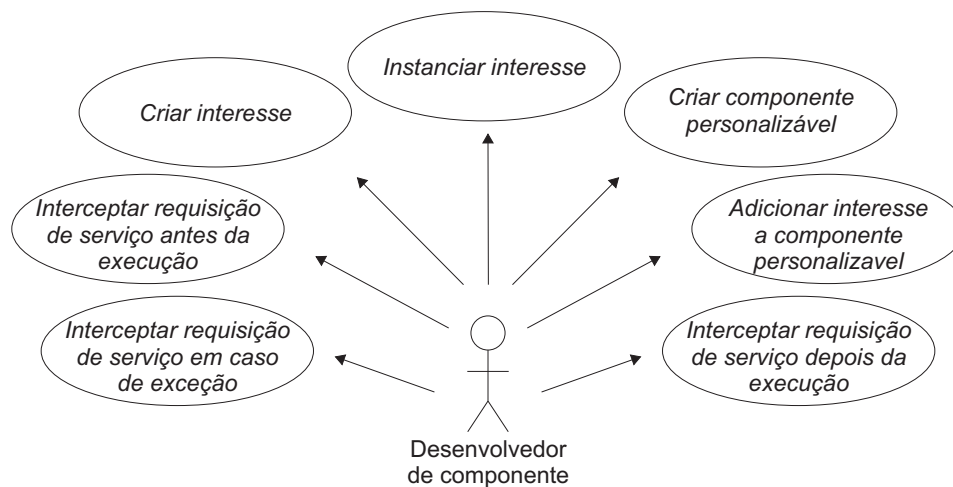 Instanciar interesse
Criar interesse
Criar componente
personalizável
Interceptar requisição
de serviço antes da
execução
Adicionar interesse
a componente
personalizavel
Interceptar requisição
de serviço em caso
de exceção
Interceptar requisição
de serviço depois da
execução
Desenvolvedor
de componente